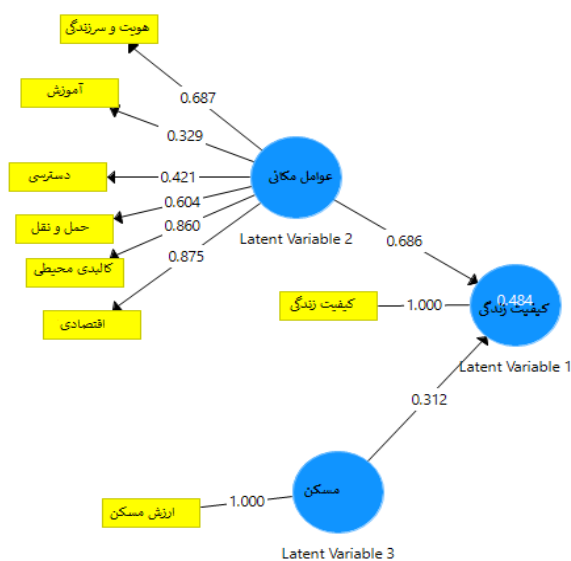 هویت و سرزندگی
0.687
آموزش
0.329
دسترسی
0.421
عوامل مکانی
حمل و نقل
0.604
Latent Variable 2
0.860
کالبدی محیطی
0.875
0.686
اقتصادی
کیفیت زندگی
1.000
0.484
کیفیت زندگی
Latent Variable 1
0.312
مسکن
ارزش مسکن
1.000
Latent Variable 3